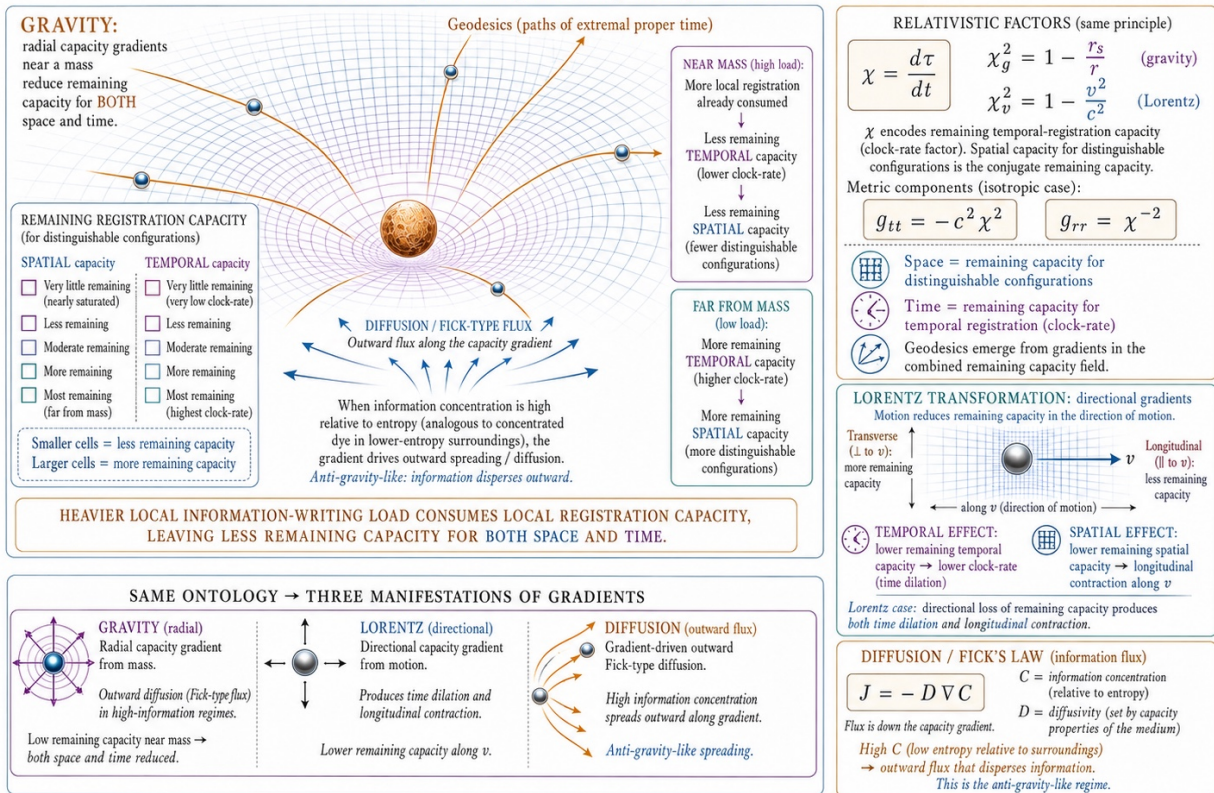 GRAVITY:
radial capacity gradients
near a mass
reduce remaining
capacity for BOTH
space and time.
Geodesics (paths of extremal proper time)
NEAR MASS (high load):
More local registration
already consumed
↓
Less remaining
TEMPORAL capacity
(lower clock-rate)
↓
Less remaining
SPATIAL capacity
(fewer distinguishable
configurations)
REMAINING REGISTRATION CAPACITY
(for distinguishable configurations)
SPATIAL capacity
Very little remaining
(nearly saturated)
Less remaining
Moderate remaining
More remaining
Most remaining
(far from mass)
TEMPORAL capacity
Very little remaining
(very low clock-rate)
Less remaining
Moderate remaining
More remaining
Most remaining
(highest clock-rate)
Smaller cells = less remaining capacity
Larger cells = more remaining capacity
DIFFUSION / FICK-TYPE FLUX
Outward flux along the capacity gradient
When information concentration is high
relative to entropy (analogous to concentrated
dye in lower-entropy surroundings), the
gradient drives outward spreading / diffusion.
Anti-gravity-like: information disperses outward.
FAR FROM MASS
(low load):
More remaining
TEMPORAL capacity
(higher clock-rate)
↓
More remaining
SPATIAL capacity
(more distinguishable
configurations)
HEAVIER LOCAL INFORMATION-WRITING LOAD CONSUMES LOCAL REGISTRATION CAPACITY,
LEAVING LESS REMAINING CAPACITY FOR BOTH SPACE AND TIME.
SAME ONTOLOGY → THREE MANIFESTATIONS OF GRADIENTS
GRAVITY (radial)
Radial capacity gradient
from mass.
Outward diffusion (Fick-type flux)
in high-information regimes.
Low remaining capacity near mass →
both space and time reduced.
LORENTZ (directional)
Directional capacity gradient
from motion.
Produces time dilation and
longitudinal contraction.
Lower remaining capacity along v.
DIFFUSION (outward flux)
Gradient-driven outward
Fick-type diffusion.
High information concentration
spreads outward along gradient.
Anti-gravity-like spreading.
RELATIVISTIC FACTORS (same principle)
χ = dτ/dt
χ_g² = 1 − r_s/r (gravity)
χ_v² = 1 − v²/c² (Lorentz)
χ encodes remaining temporal-registration capacity
(clock-rate factor). Spatial capacity for distinguishable
configurations is the conjugate remaining capacity.
Metric components (isotropic case):
g_tt = −c²χ²
g_rr = χ⁻²
Space = remaining capacity for
distinguishable configurations
Time = remaining capacity for
temporal registration (clock-rate)
Geodesics emerge from gradients in the
combined remaining capacity field.
LORENTZ TRANSFORMATION: directional gradients
Motion reduces remaining capacity in the direction of motion.
Transverse
(⊥ to v):
more remaining
capacity
v
Longitudinal
(∥ to v):
less remaining
capacity
along v (direction of motion)
TEMPORAL EFFECT:
lower remaining temporal
capacity → lower clock-rate
(time dilation)
SPATIAL EFFECT:
lower remaining spatial
capacity → longitudinal
contraction along v
Lorentz case: directional loss of remaining capacity produces
both time dilation and longitudinal contraction.
DIFFUSION / FICK'S LAW (information flux)
J = −D∇C
Flux is down the capacity gradient.
C = information concentration
(relative to entropy)
D = diffusivity (set by capacity
properties of the medium)
High C (low entropy relative to surroundings)
→ outward flux that disperses information.
This is the anti-gravity-like regime.